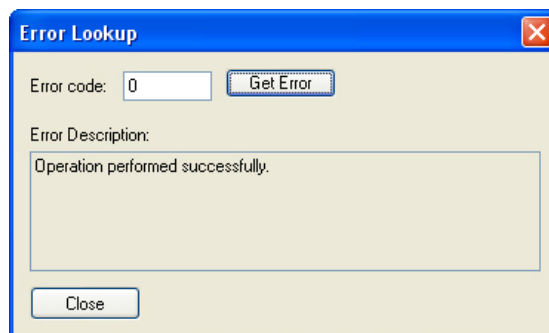 Error Lookup
Error code: 0 Get Error
Error Description:
Operation performed successfully.
Close